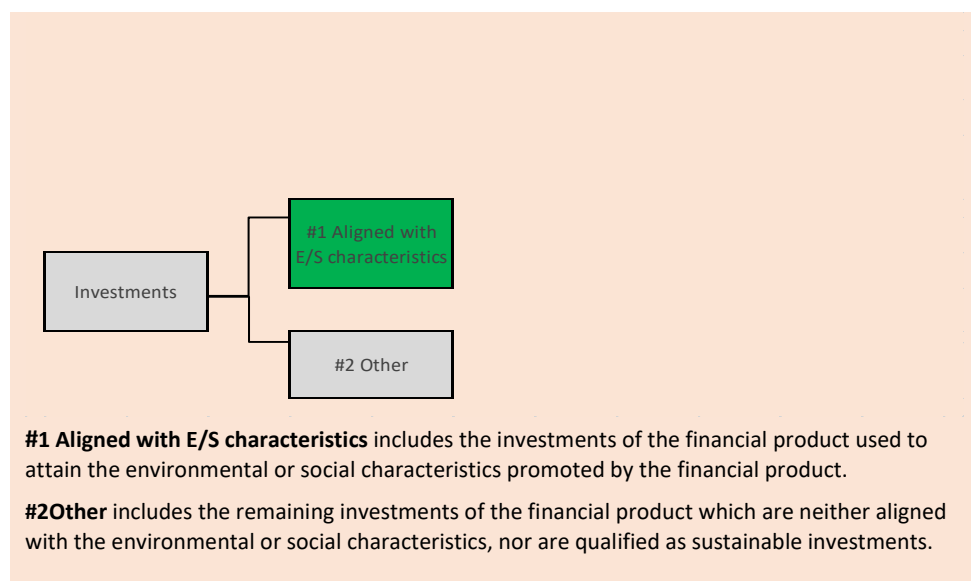 #1 Aligned with
E/S characteristics
Investments
#2 Other
#1 Aligned with E/S characteristics includes the investments of the financial product used to
attain the environmental or social characteristics promoted by the financial product.
#2Other includes the remaining investments of the financial product which are neither aligned
with the environmental or social characteristics, nor are qualified as sustainable investments.